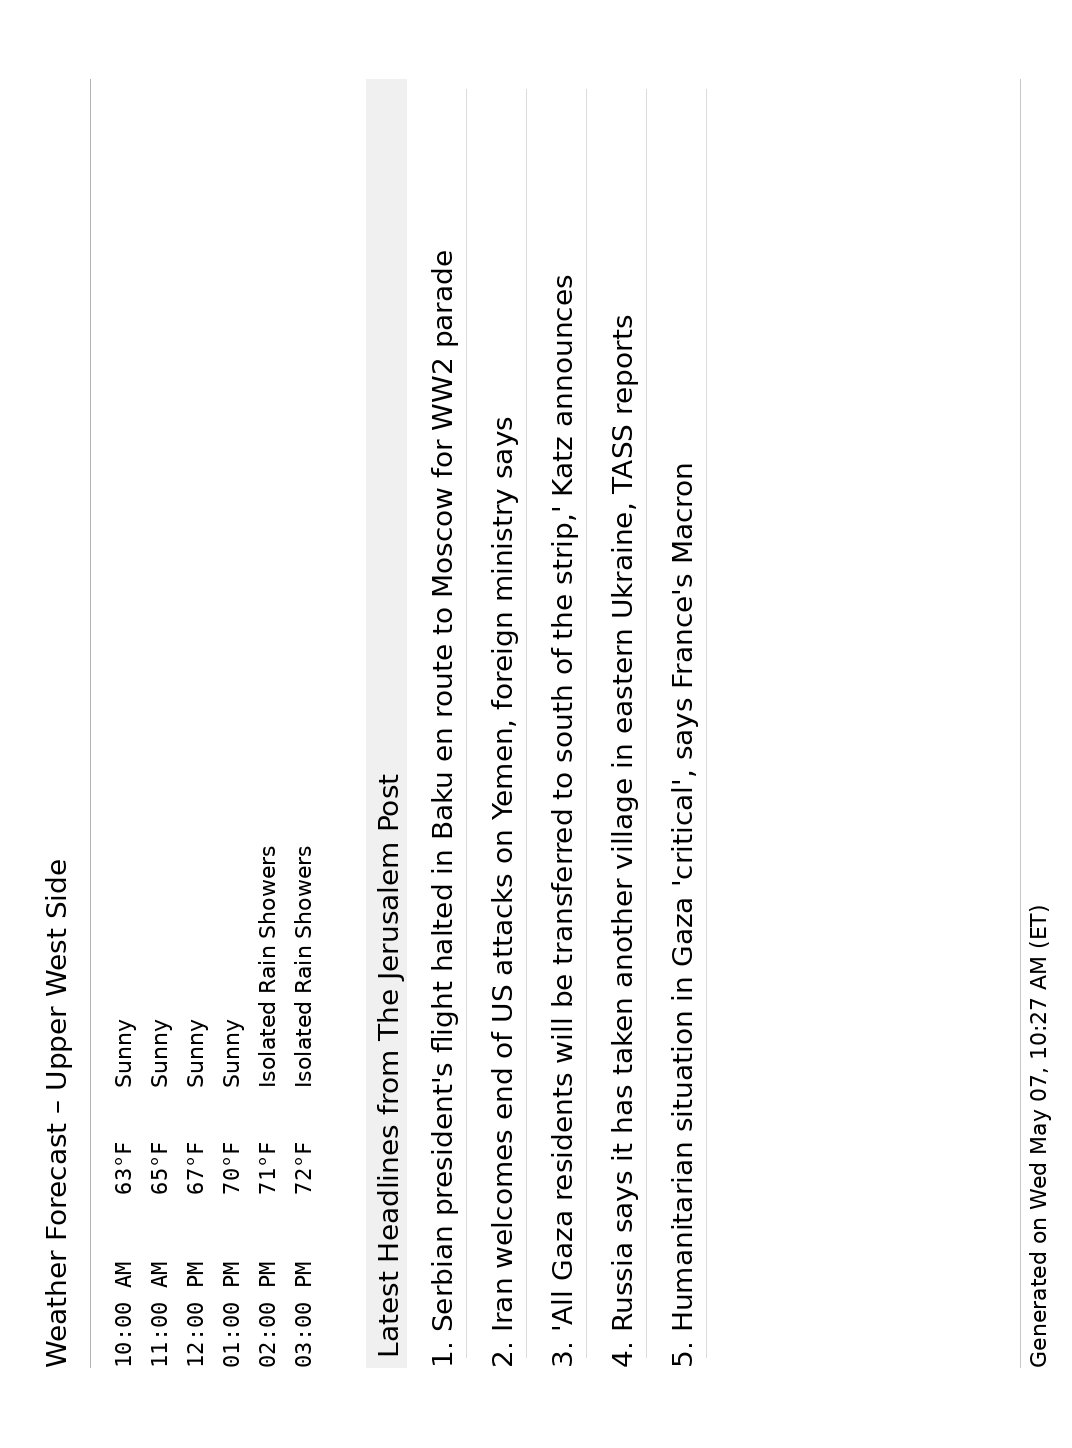 Weather Forecast – Upper West Side
10:00 AM 63°F Sunny
11:00 AM 65°F Sunny
12:00 PM 67°F Sunny
01:00 PM 70°F Sunny
02:00 PM 71°F Isolated Rain Showers
03:00 PM 72°F Isolated Rain Showers
Latest Headlines from The Jerusalem Post
1. Serbian president's flight halted in Baku en route to Moscow for WW2 parade
2. Iran welcomes end of US attacks on Yemen, foreign ministry says
3. 'All Gaza residents will be transferred to south of the strip,' Katz announces
4. Russia says it has taken another village in eastern Ukraine, TASS reports
5. Humanitarian situation in Gaza 'critical', says France's Macron
Generated on Wed May 07, 10:27 AM (ET)